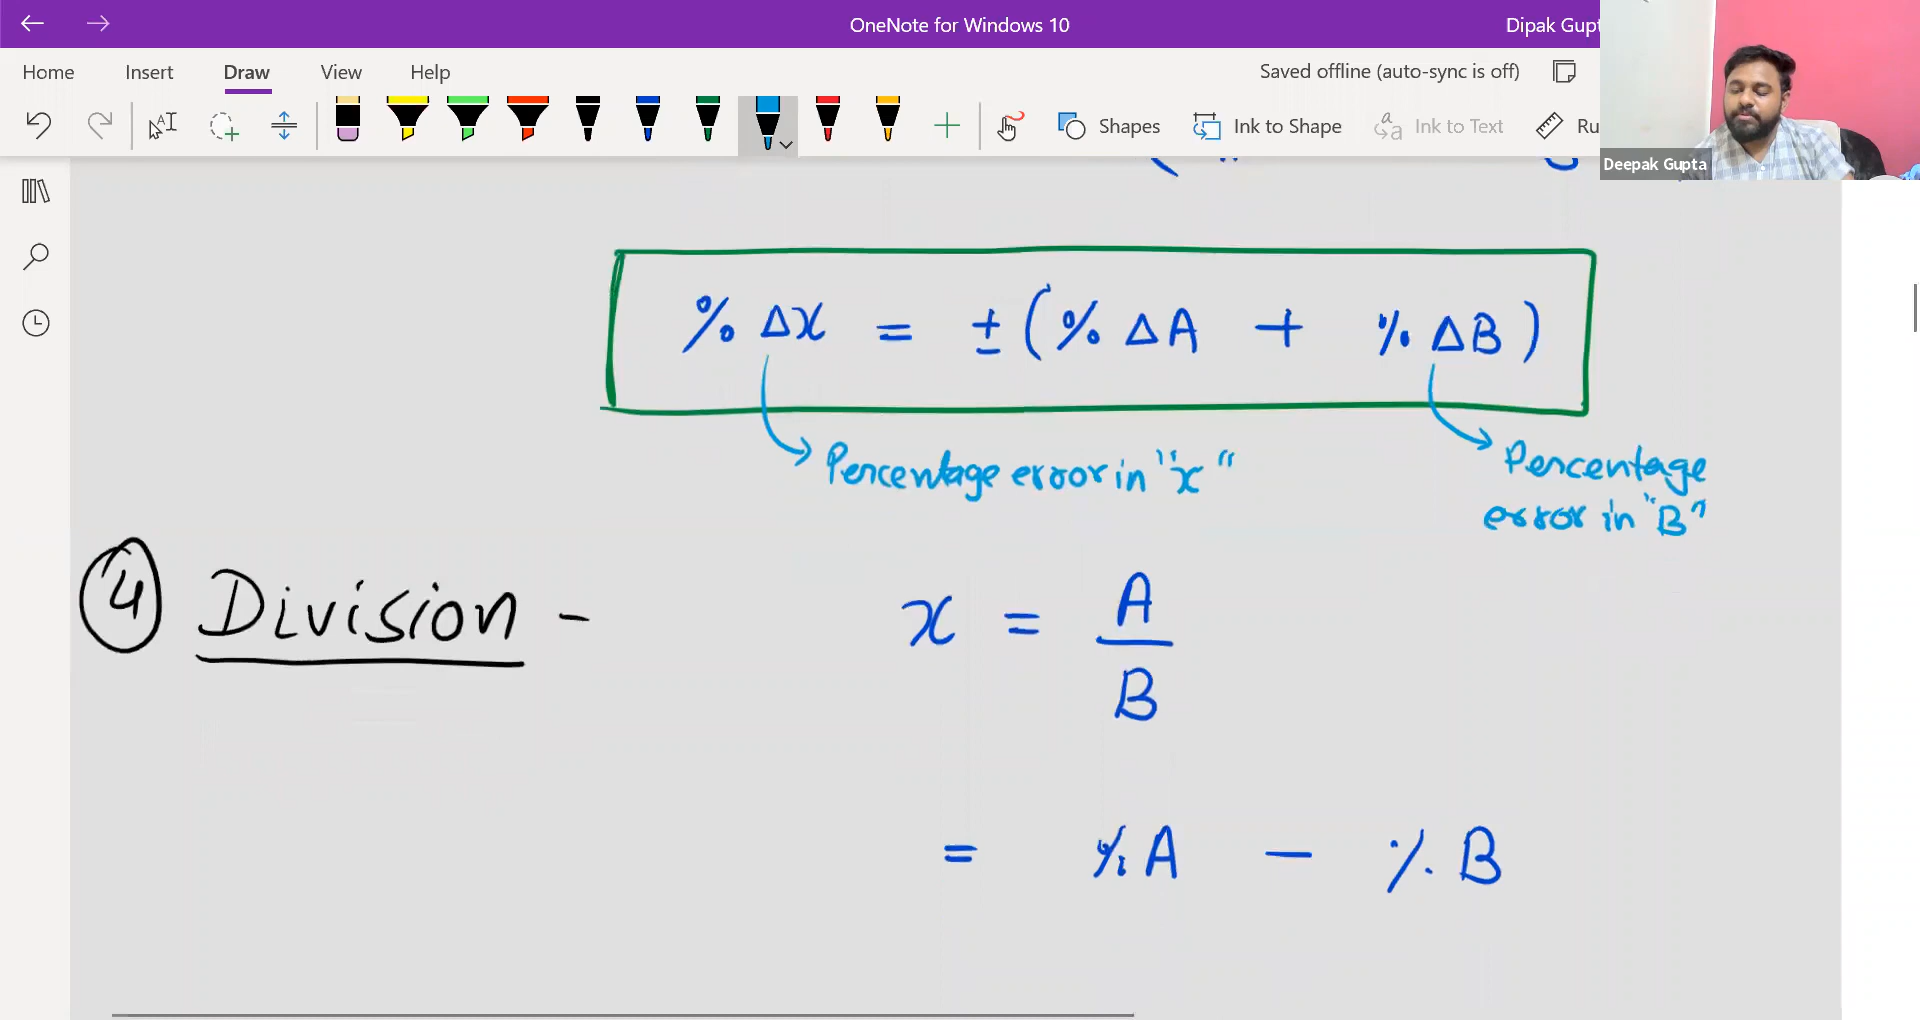 OneNote for Windows 10
Dipak Gupt
Home Insert Draw View Help
Saved offline (auto-sync is off)
Shapes
Ink to Shape
Ink to Text
Ru
Deepak Gupta
% Δx = ± (% ΔA + % ΔB)
Percentage error in "x"
Percentage
error in "B"
④ Division -
x = A
B
= % A - % B